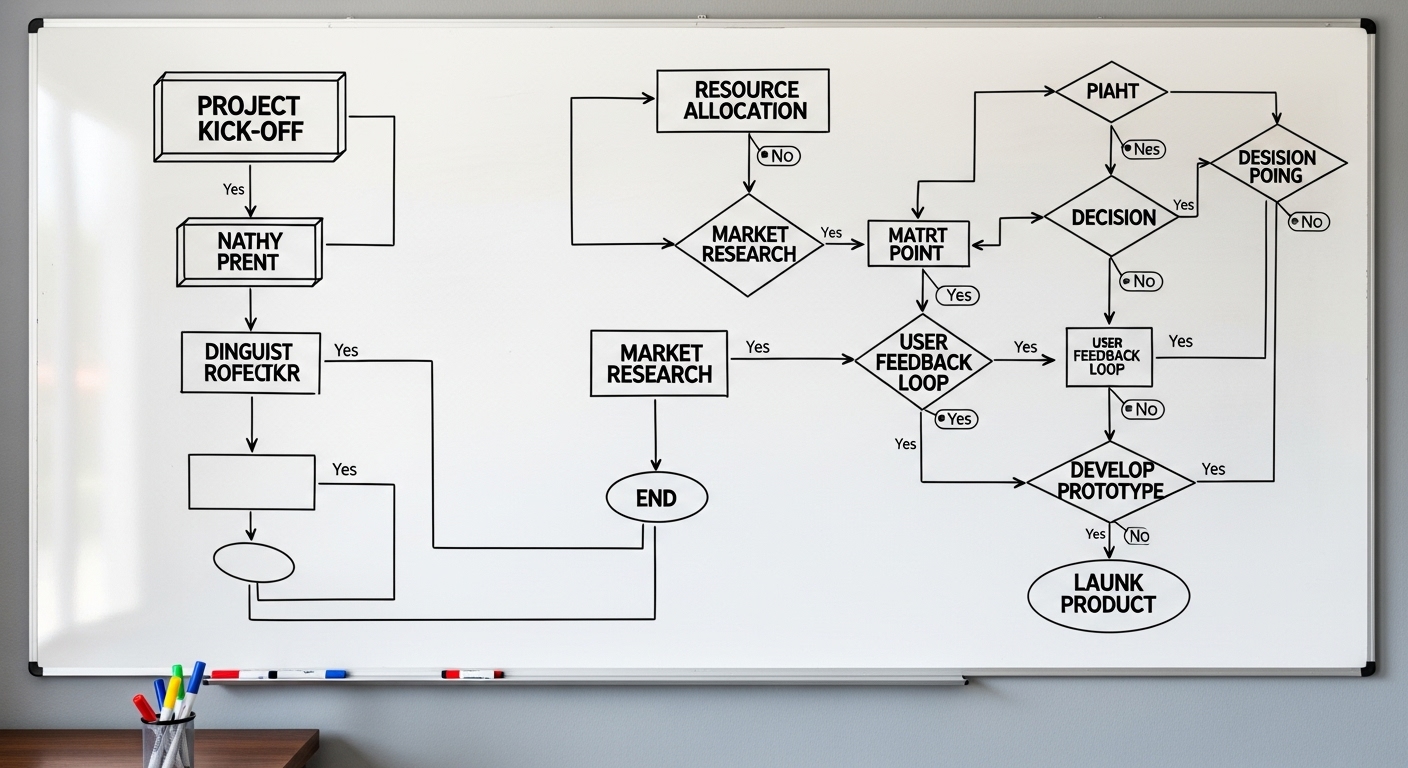 PROJECT
KICK-OFF
Yes
NATHY
PRENT
DINGUIST
ROFECTKR
Yes
Yes
RESOURCE
ALLOCATION
No
MARKET
RESEARCH
Yes
MARKET
RESEARCH
Yes
END
PIAHT
Nes
DESISION
POING
No
DECISION
Yes
No
MATRT
POINT
Yes
USER
FEEDBACK
LOOP
Yes
Yes
Yes
USER
FEEDBACK
LOOP
Yes
No
DEVELOP
PROTOTYPE
Yes
Yes
No
LAUNK
PRODUCT